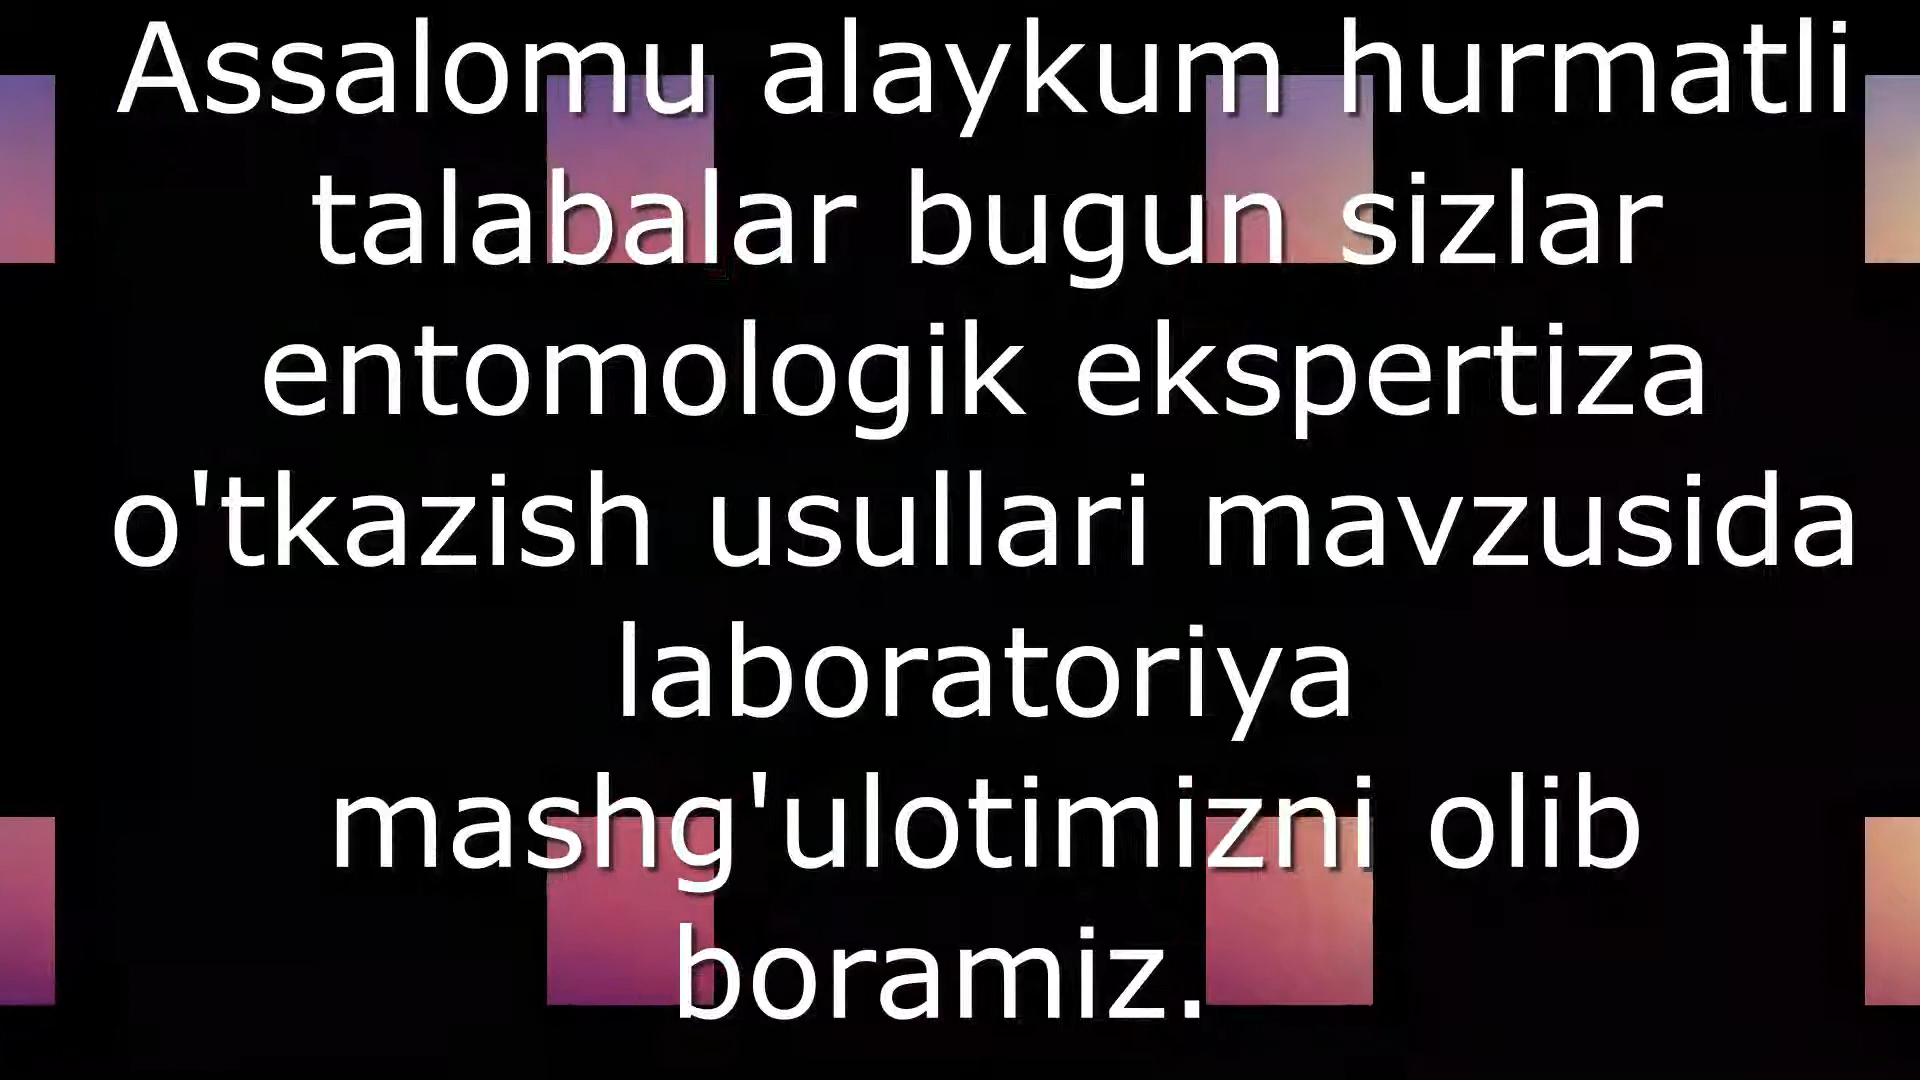 Assalomu alaykum hurmatli
talabalar bugun sizlar
entomologik ekspertiza
o'tkazish usullari mavzusida
laboratoriya
mashg'ulotimizni olib
boramiz.